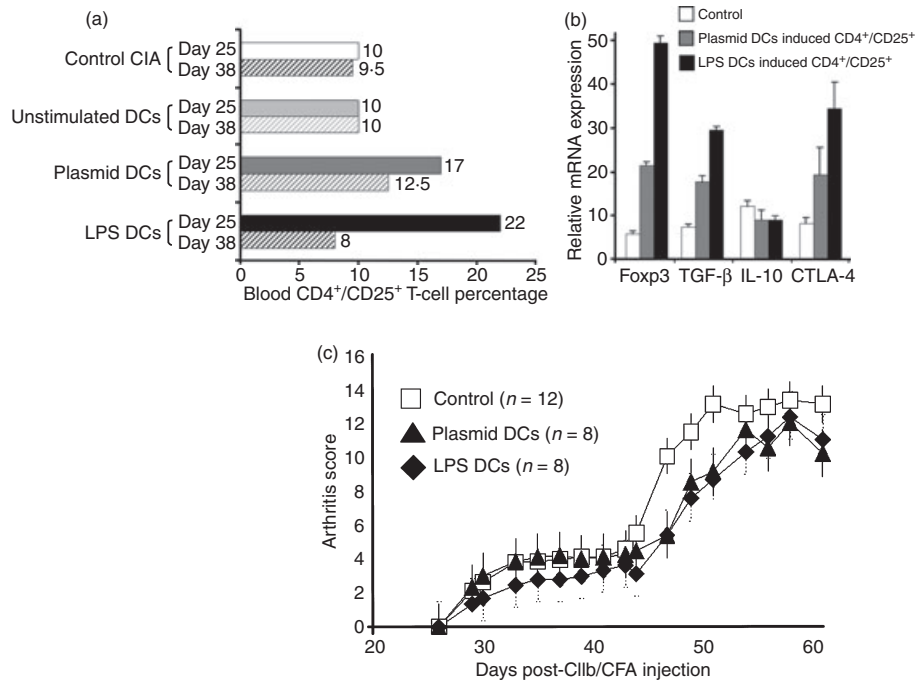 (a)
Control CIA
Day 25
10
Day 38
9·5
Unstimulated DCs
Day 25
10
Day 38
10
Plasmid DCs
Day 25
17
Day 38
12·5
LPS DCs
Day 25
22
Day 38
8
0 5 10 15 20 25
Blood CD4⁺/CD25⁺ T-cell percentage
(b)
Control
Plasmid DCs induced CD4⁺/CD25⁺
LPS DCs induced CD4⁺/CD25⁺
Relative mRNA expression
50
40
30
20
10
0
Foxp3 TGF-β IL-10 CTLA-4
(c)
Control (n = 12)
Plasmid DCs (n = 8)
LPS DCs (n = 8)
Arthritis score
16
14
12
10
8
6
4
2
0
20 30 40 50 60
Days post-CIIb/CFA injection